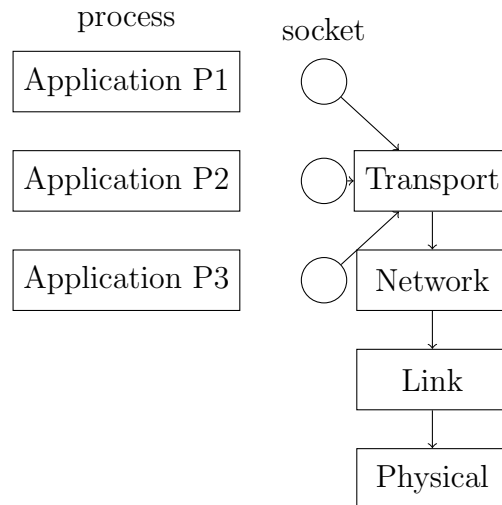 process
socket
Application P1
Application P2
Transport
Application P3
Network
Link
Physical